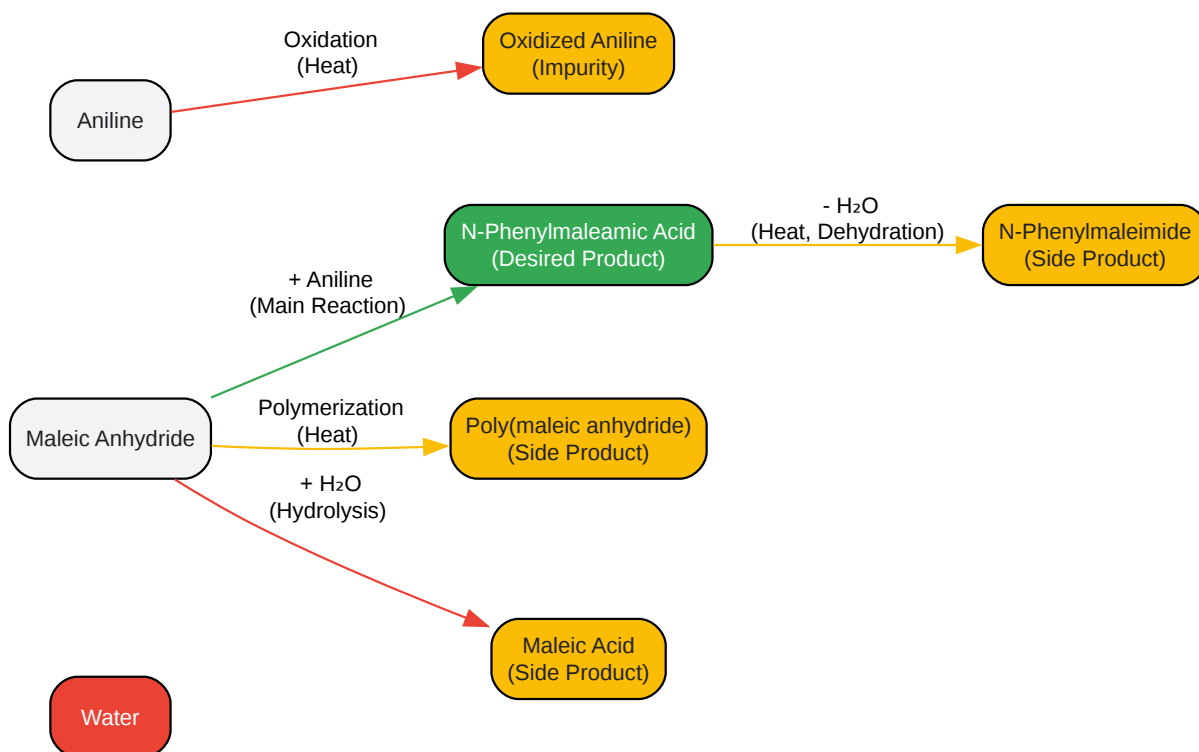 Oxidation
(Heat)
Oxidized Aniline
(Impurity)
Aniline
N-Phenylmaleamic Acid
(Desired Product)
- H₂O
(Heat, Dehydration)
N-Phenylmaleimide
(Side Product)
+ Aniline
(Main Reaction)
Maleic Anhydride
Polymerization
(Heat)
Poly(maleic anhydride)
(Side Product)
+ H₂O
(Hydrolysis)
Maleic Acid
(Side Product)
Water